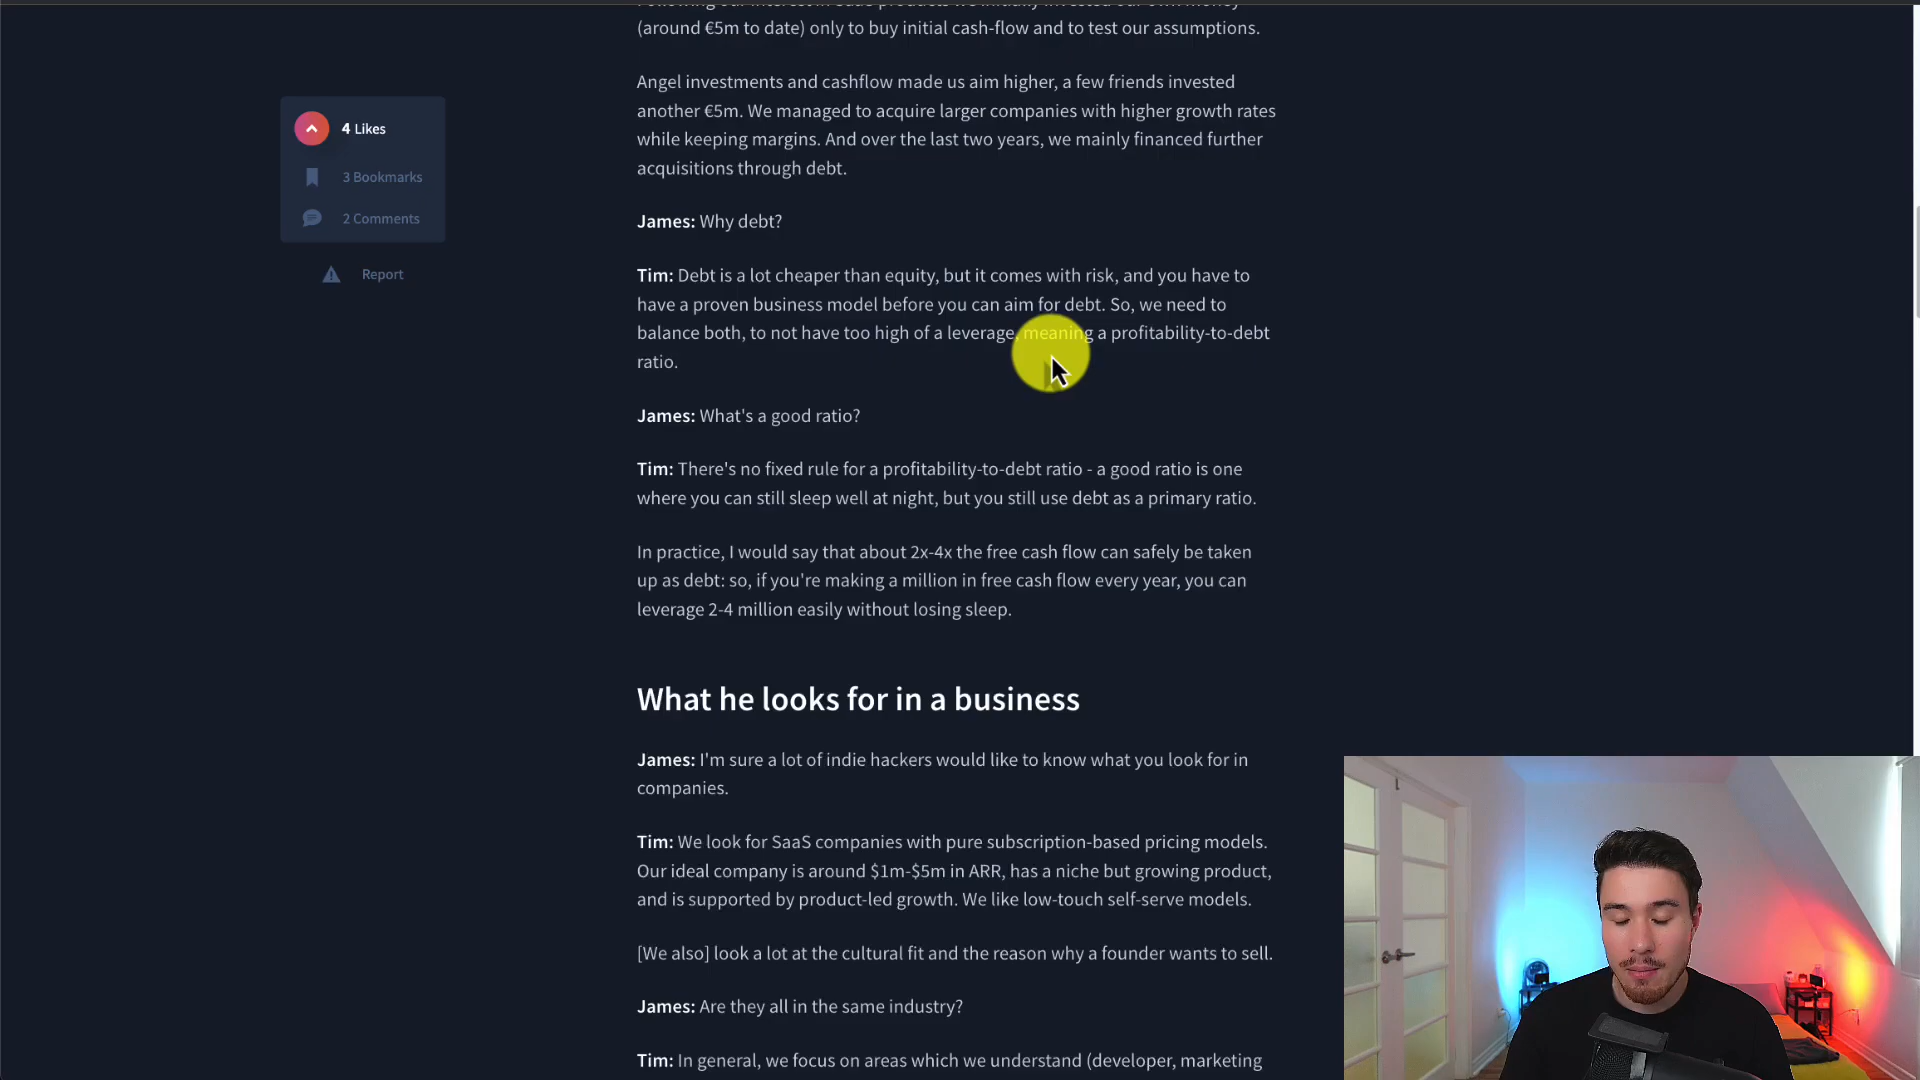 Following our interest in SaaS products we initially invested our own money
(around €5m to date) only to buy initial cash-flow and to test our assumptions.
Angel investments and cashflow made us aim higher, a few friends invested
another €5m. We managed to acquire larger companies with higher growth rates
while keeping margins. And over the last two years, we mainly financed further
acquisitions through debt.
4 Likes
3 Bookmarks
2 Comments
Report
James: Why debt?
Tim: Debt is a lot cheaper than equity, but it comes with risk, and you have to
have a proven business model before you can aim for debt. So, we need to
balance both, to not have too high of a leverage, meaning a profitability-to-debt
ratio.
James: What's a good ratio?
Tim: There's no fixed rule for a profitability-to-debt ratio - a good ratio is one
where you can still sleep well at night, but you still use debt as a primary ratio.
In practice, I would say that about 2x-4x the free cash flow can safely be taken
up as debt: so, if you're making a million in free cash flow every year, you can
leverage 2-4 million easily without losing sleep.
What he looks for in a business
James: I'm sure a lot of indie hackers would like to know what you look for in
companies.
Tim: We look for SaaS companies with pure subscription-based pricing models.
Our ideal company is around $1m-$5m in ARR, has a niche but growing product,
and is supported by product-led growth. We like low-touch self-serve models.
[We also] look a lot at the cultural fit and the reason why a founder wants to sell.
James: Are they all in the same industry?
Tim: In general, we focus on areas which we understand (developer, marketing